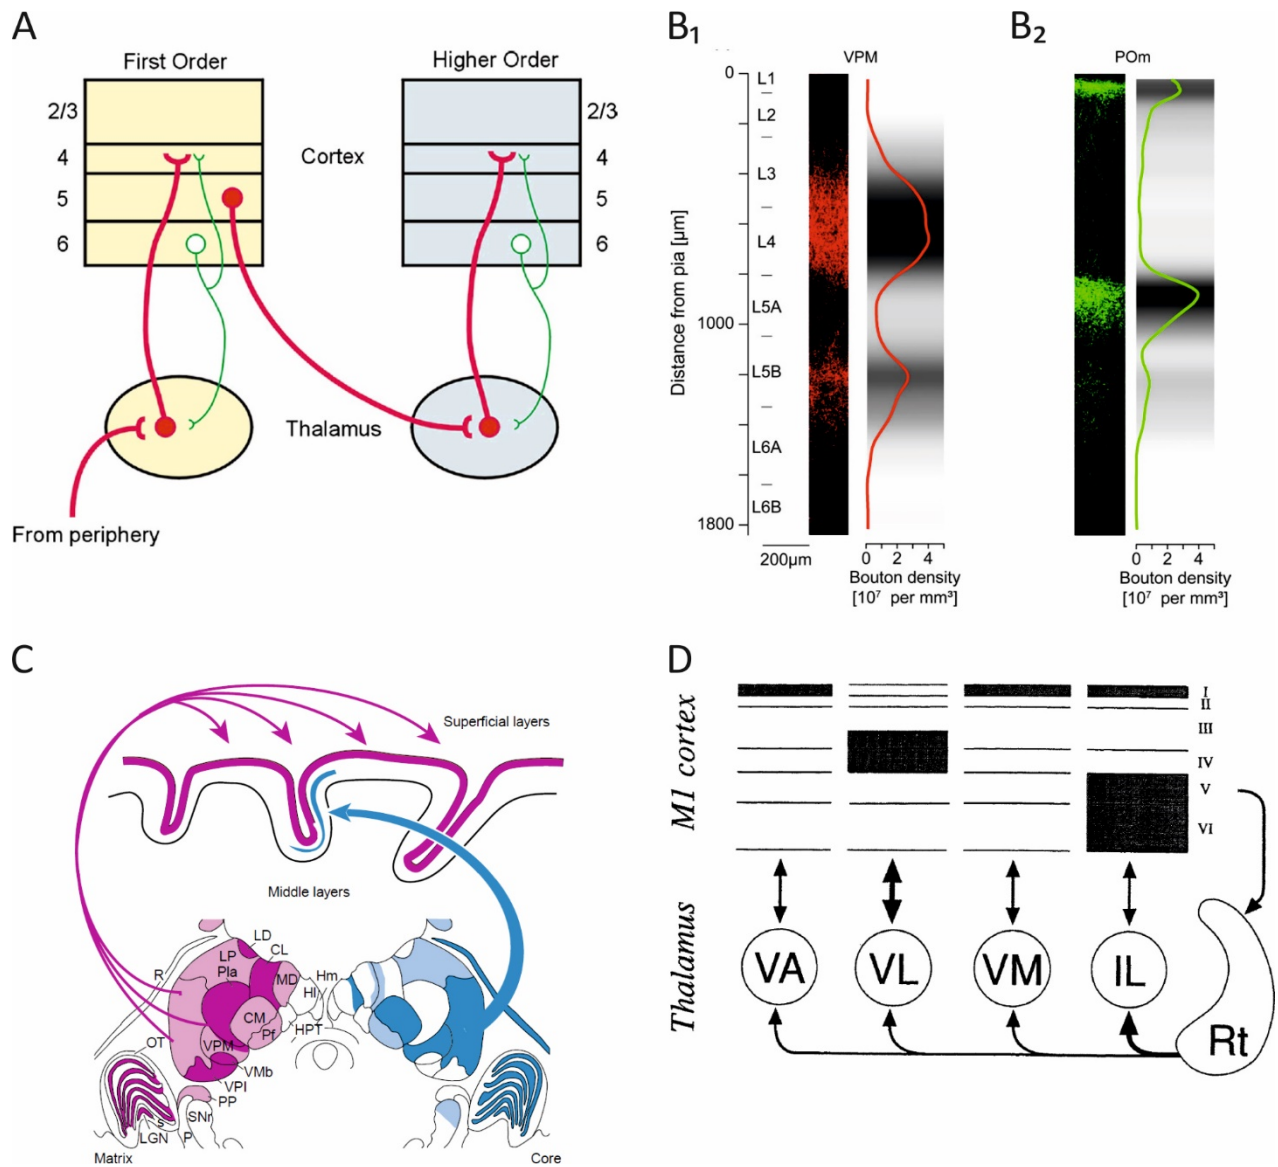 A
First Order
Higher Order
2/3
2/3
4
Cortex
4
5
5
6
6
Thalamus
From periphery
B₁
VPM
Distance from pia [µm]
0
1000
1800
L1
L2
L3
L4
L5A
L5B
L6A
L6B
200µm
0 2 4
Bouton density
[10⁷ per mm³]
B₂
POm
0 2 4
Bouton density
[10⁷ per mm³]
C
Superficial layers
Middle layers
LD
LP
CL
Pla
MD
Hm
R
Hl
CM
HPT
Pf
OT
VPM
VMb
VPI
PP
SNr
s
LGN
P
Matrix
Core
D
M1 cortex
I
II
III
IV
V
VI
Thalamus
VA
VL
VM
IL
Rt